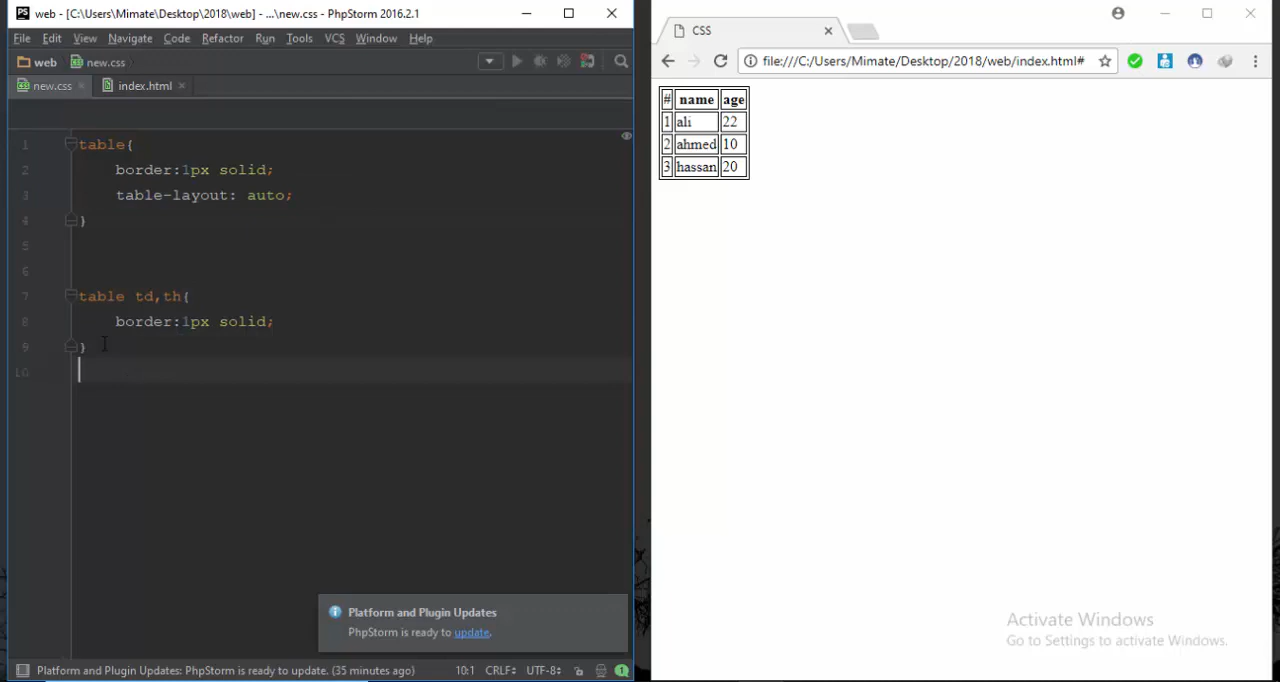 web - [C:\Users\Mimate\Desktop\2018\web] - ...\new.css - PhpStorm 2016.2.1
File Edit View Navigate Code Refactor Run Tools VCS Window Help
web new.css
new.css index.html
1 table{
2 border:1px solid;
3 table-layout: auto;
4 }
5
6
7 table td,th{
8 border:1px solid;
9 }
10
Platform and Plugin Updates
PhpStorm is ready to update.
Platform and Plugin Updates: PhpStorm is ready to update. (35 minutes ago) 10:1 CRLF UTF-8
CSS
file:///C:/Users/Mimate/Desktop/2018/web/index.html#
# name age
1 ali 22
2 ahmed 10
3 hassan 20
Activate Windows
Go to Settings to activate Windows.